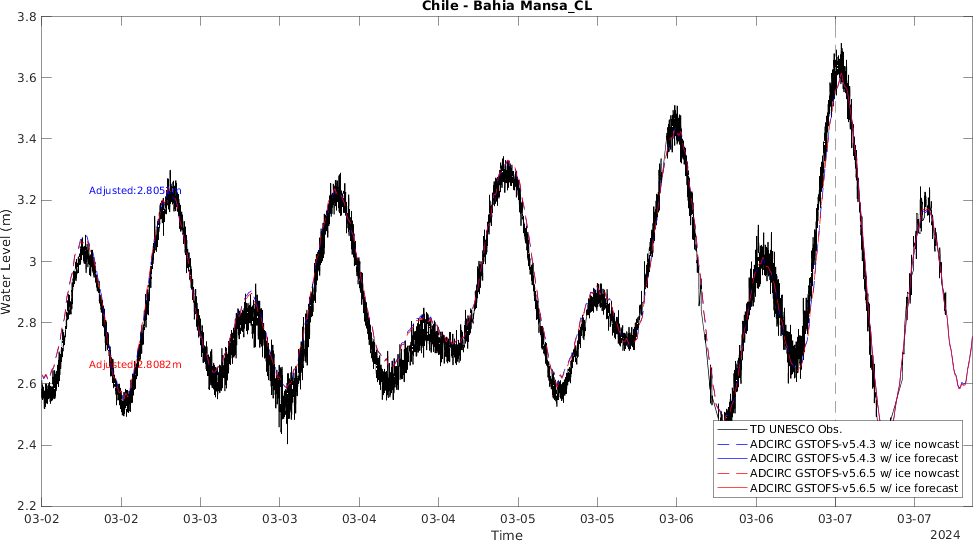 Chile - Bahia Mansa_CL
3.8
3.6
3.4
3.2
3
2.8
2.6
2.4
2.2
Water Level (m)
Adjusted:2.805
Adjusted:2.8082m
TD UNESCO Obs.
ADCIRC GSTOFS-v5.4.3 w/ ice nowcast
ADCIRC GSTOFS-v5.4.3 w/ ice forecast
ADCIRC GSTOFS-v5.6.5 w/ ice nowcast
ADCIRC GSTOFS-v5.6.5 w/ ice forecast
03-02 03-02 03-03 03-03 03-04 03-04 03-05 03-05 03-06 03-06 03-07 03-07
Time
2024